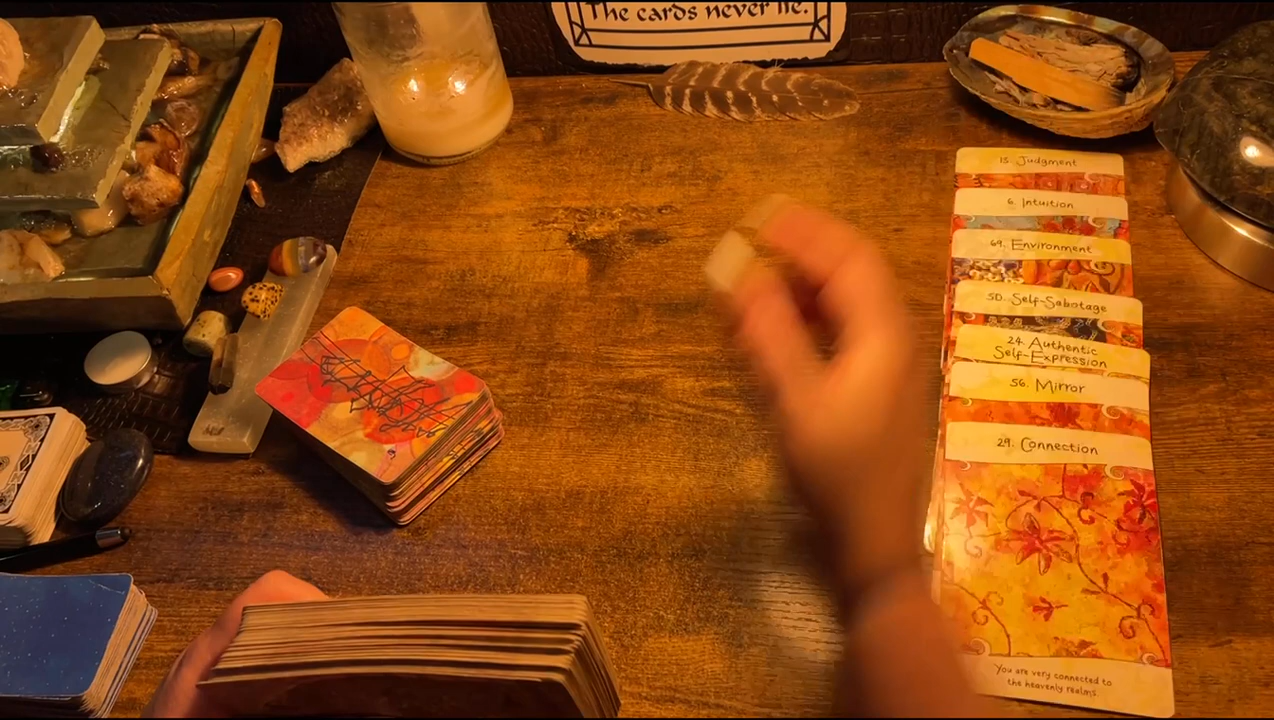 The cards never lie.
13. Judgment
6. Intuition
69. Environment
50. Self-Sabotage
24. Authentic
Self-Expression
56. Mirror
29. Connection
You are very connected to
the heavenly realms.